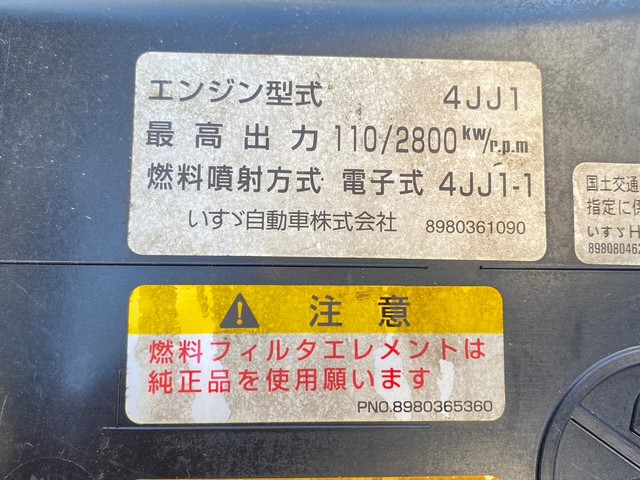 エンジン型式 4JJ1
最高出力 110/2800 kw/r.p.m
燃料噴射方式 電子式 4JJ1-1
いすゞ自動車株式会社 8980361090
国土交通
指定に
いすゞH
89808046
⚠ 注意
燃料フィルタエレメントは
純正品を使用願います
PNO.8980365360